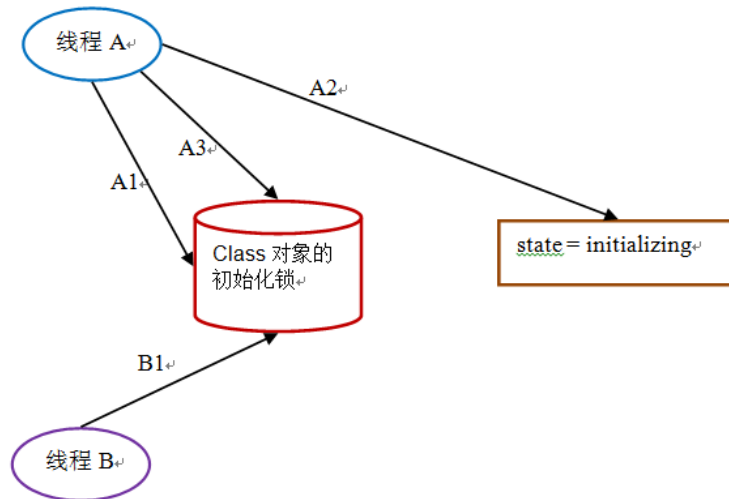 线程 A
A2
A3
A1
Class 对象的
初始化锁
state = initializing
B1
线程 B